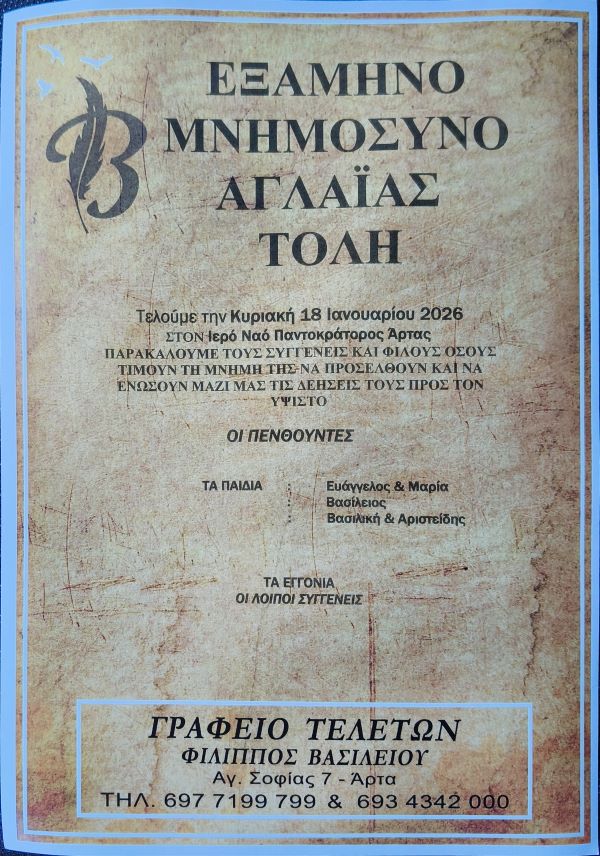 Β
ΕΞΑΜΗΝΟ
ΜΝΗΜΟΣΥΝΟ
ΑΓΛΑΪΑΣ
ΤΟΛΗ
Τελούμε την Κυριακή 18 Ιανουαρίου 2026
ΣΤΟΝ Ιερό Ναό Παντοκράτορος Άρτας
ΠΑΡΑΚΑΛΟΥΜΕ ΤΟΥΣ ΣΥΓΓΕΝΕΙΣ ΚΑΙ ΦΙΛΟΥΣ ΟΣΟΥΣ
ΤΙΜΟΥΝ ΤΗ ΜΝΗΜΗ ΤΗΣ ΝΑ ΠΡΟΣΕΛΘΟΥΝ ΚΑΙ ΝΑ
ΕΝΩΣΟΥΝ ΜΑΖΙ ΜΑΣ ΤΙΣ ΔΕΗΣΕΙΣ ΤΟΥΣ ΠΡΟΣ ΤΟΝ
ΥΨΙΣΤΟ
ΟΙ ΠΕΝΘΟΥΝΤΕΣ
ΤΑ ΠΑΙΔΙΑ : Ευάγγελος & Μαρία
: Βασίλειος
: Βασιλική & Αριστείδης
ΤΑ ΕΓΓΟΝΙΑ
ΟΙ ΛΟΙΠΟΙ ΣΥΓΓΕΝΕΙΣ
ΓΡΑΦΕΙΟ ΤΕΛΕΤΩΝ
ΦΙΛΙΠΠΟΣ ΒΑΣΙΛΕΙΟΥ
Αγ. Σοφίας 7 - Άρτα
ΤΗΛ. 697 7199 799 & 693 4342 000